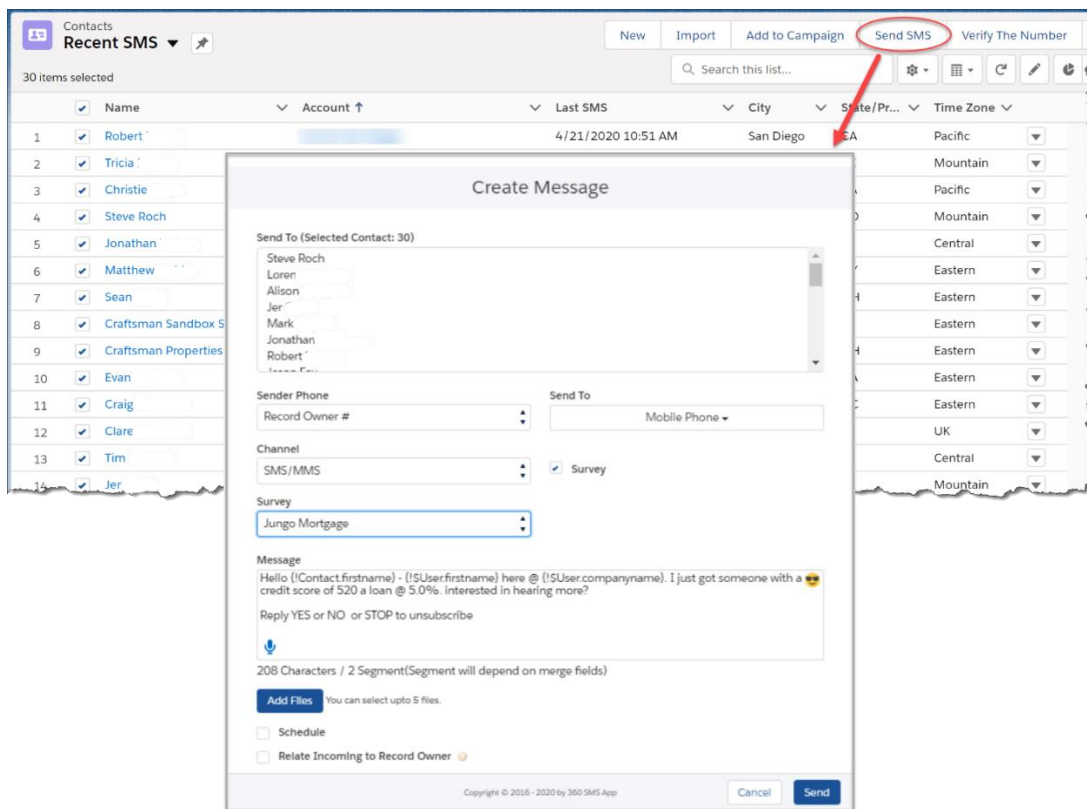 Contacts
Recent SMS
New Import Add to Campaign Send SMS Verify The Number
30 items selected
Search this list...
Name Account Last SMS City State/Pr... Time Zone
1 Robert 4/21/2020 10:51 AM San Diego CA Pacific
2 Tricia Mountain
3 Christie Pacific
4 Steve Roch Mountain
5 Jonathan Central
6 Matthew Eastern
7 Sean Eastern
8 Craftsman Sandbox S Eastern
9 Craftsman Properties Eastern
10 Evan Eastern
11 Craig Eastern
12 Clare UK
13 Tim Central
14 Jer Mountain
Create Message
Send To (Selected Contact: 30)
Steve Roch
Loren
Alison
Jer
Mark
Jonathan
Robert
Sender Phone Send To
Record Owner # Mobile Phone
Channel
SMS/MMS Survey
Survey
Jungo Mortgage
Message
Hello {!Contact.firstname} - {!$User.firstname} here @ {!$User.companyname}. I just got someone with a
credit score of 520 a loan @ 5.0%. interested in hearing more?
Reply YES or NO or STOP to unsubscribe
208 Characters / 2 Segment(Segment will depend on merge fields)
Add Files You can select upto 5 files.
Schedule
Relate Incoming to Record Owner
Copyright © 2016 - 2020 by 360 SMS App Cancel Send